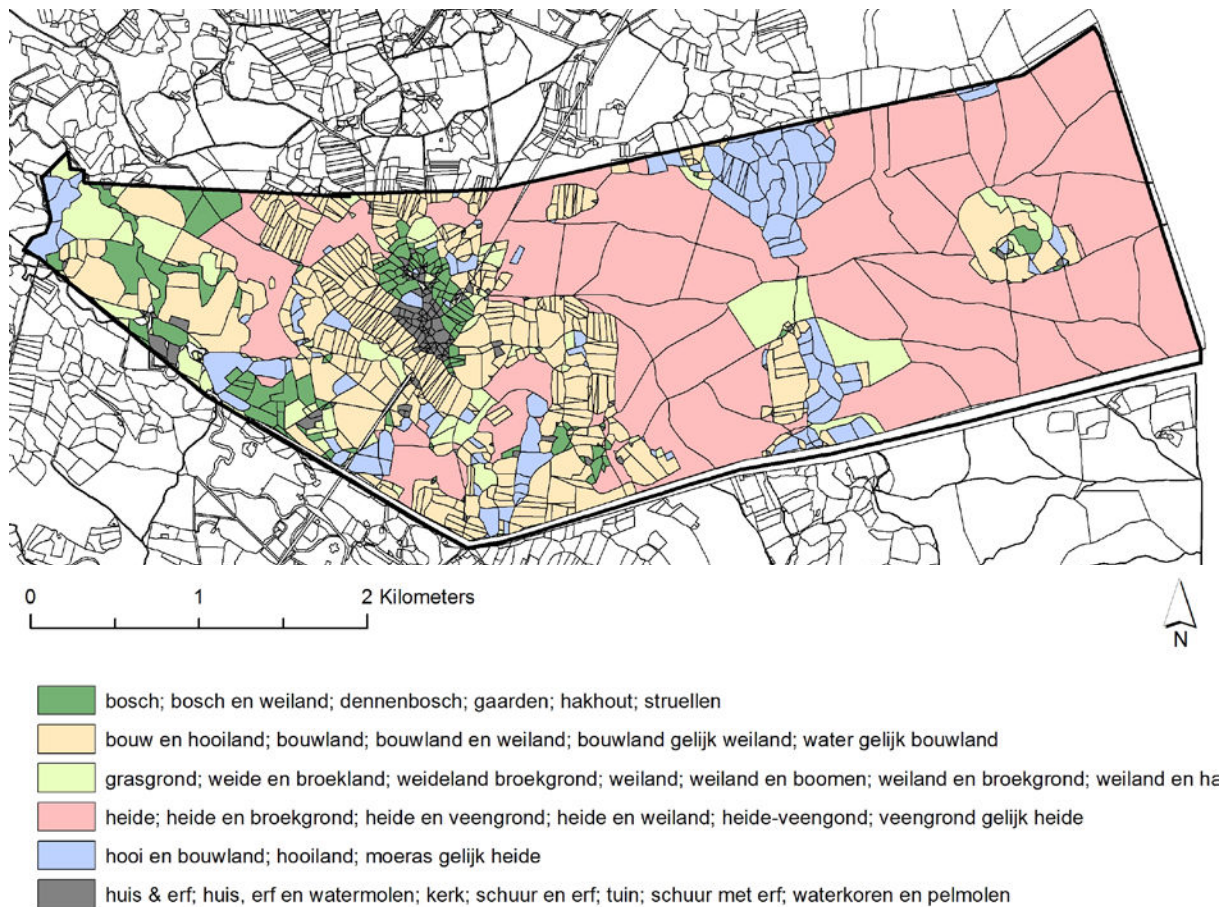 0 1 2 Kilometers
N
bosch; bosch en weiland; dennenbosch; gaarden; hakhout; struellen
bouw en hooiland; bouwland; bouwland en weiland; bouwland gelijk weiland; water gelijk bouwland
grasgrond; weide en broekland; weideland broekgrond; weiland; weiland en boomen; weiland en broekgrond; weiland en ha
heide; heide en broekgrond; heide en veengrond; heide en weiland; heide-veengond; veengrond gelijk heide
hooi en bouwland; hooiland; moeras gelijk heide
huis & erf; huis, erf en watermolen; kerk; schuur en erf; tuin; schuur met erf; waterkoren en pelmolen